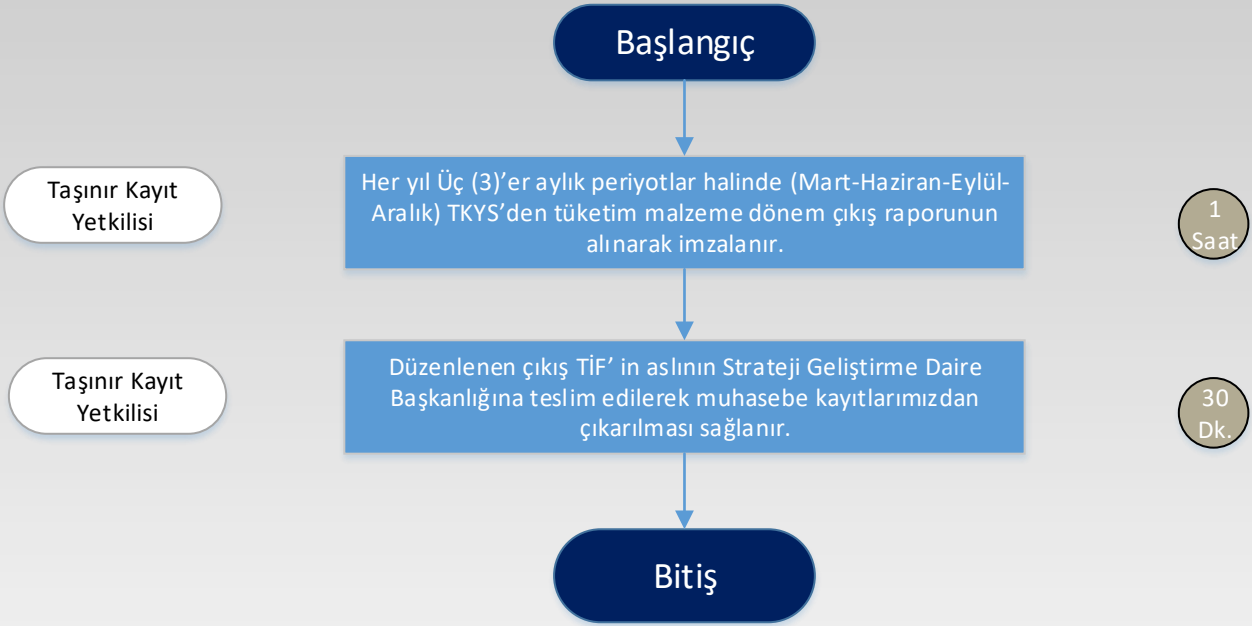 Başlangıç
Taşınır Kayıt
Yetkilisi
Her yıl Üç (3)’er aylık periyotlar halinde (Mart-Haziran-Eylül-
Aralık) TKYS’den tüketim malzeme dönem çıkış raporunun
alınarak imzalanır.
1
Saat
Taşınır Kayıt
Yetkilisi
Düzenlenen çıkış TİF’ in aslının Strateji Geliştirme Daire
Başkanlığına teslim edilerek muhasebe kayıtlarımızdan
çıkarılması sağlanır.
30
Dk.
Bitiş